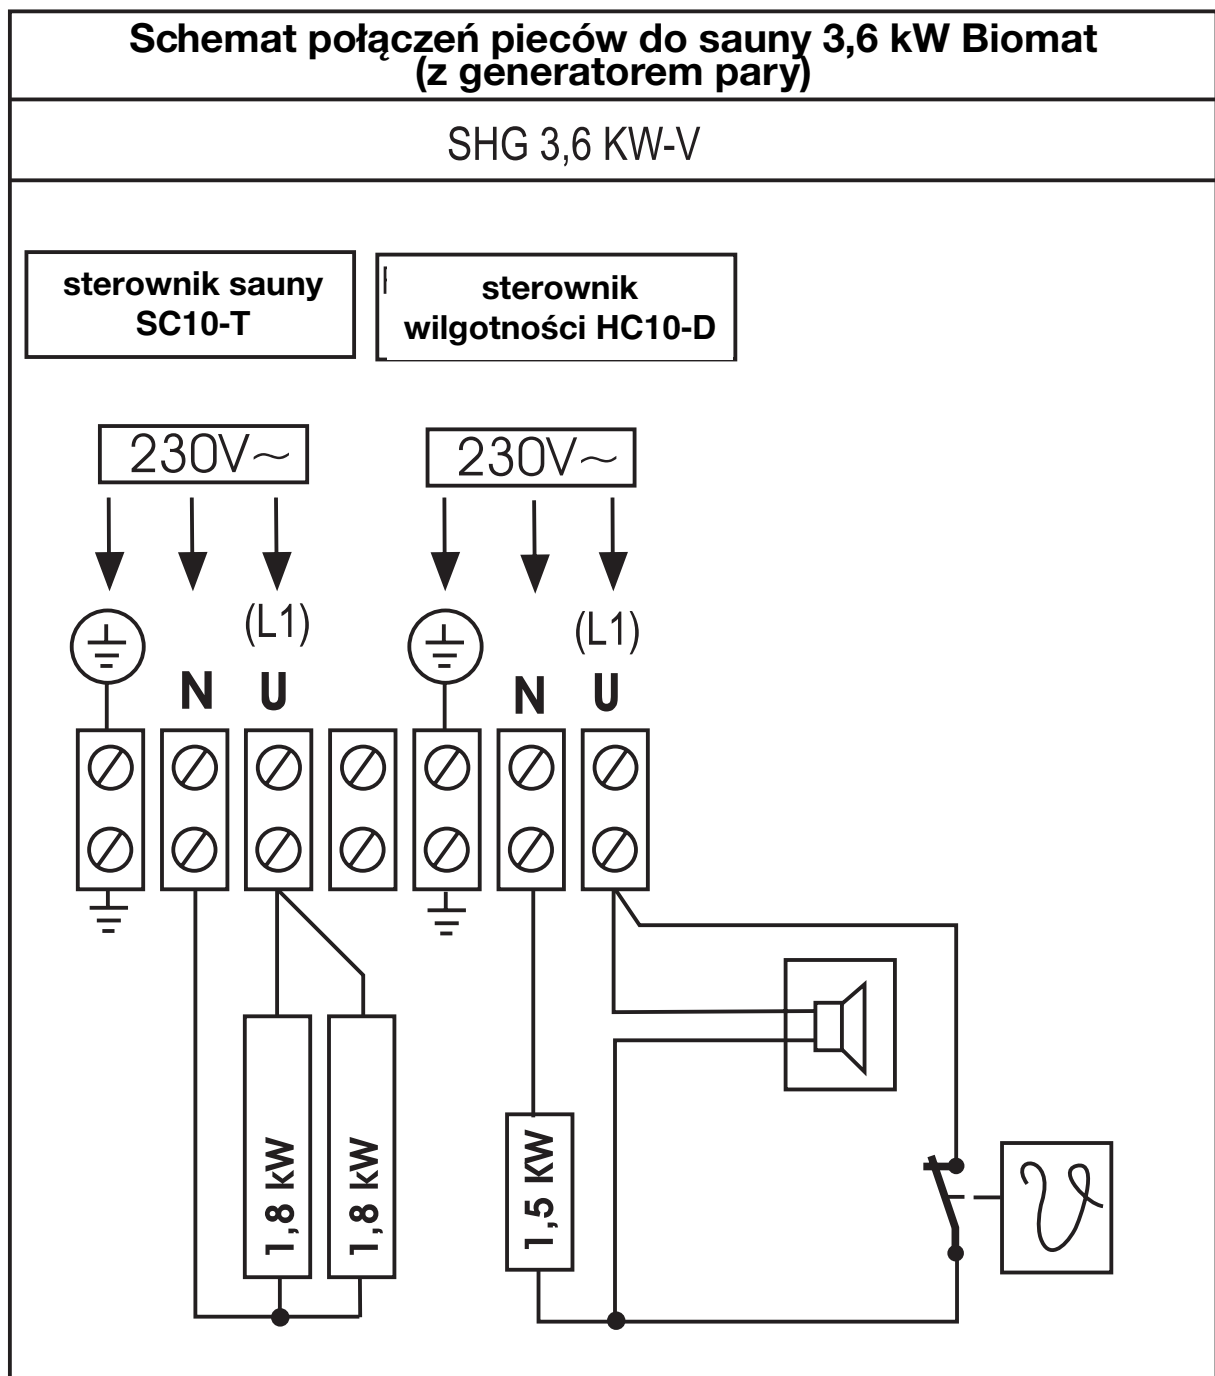 Schemat połączeń pieców do sauny 3,6 kW Biomat
(z generatorem pary)
SHG 3,6 KW-V
sterownik sauny
SC10-T
sterownik
wilgotności HC10-D
230V~
230V~
(L1)
(L1)
N
U
N
U
1,8 kW
1,8 kW
1,5 KW
ϑ